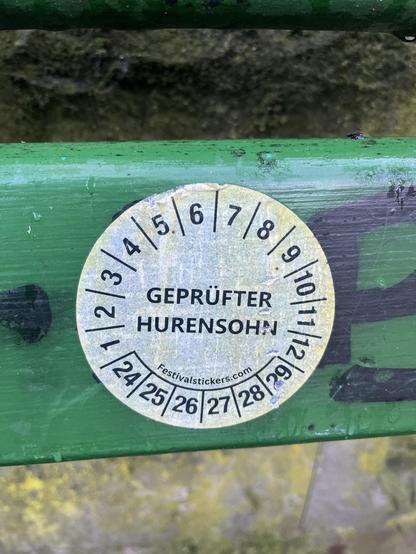 1 2 3 4 5 6 7 8 9 10 11 12
GEPRÜFTER
HURENSOHN
Festivalstickers.com
24 25 26 27 28 29